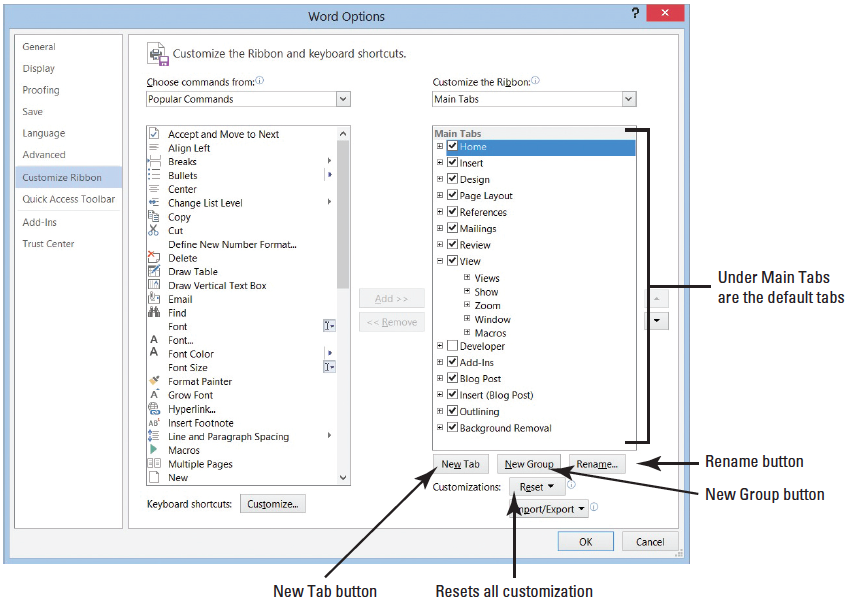 Word Options
?
General
Display
Proofing
Save
Language
Advanced
Customize Ribbon
Quick Access Toolbar
Add-Ins
Trust Center
Customize the Ribbon and keyboard shortcuts.
Choose commands from:
Popular Commands
Accept and Move to Next
Align Left
Breaks
Bullets
Center
Change List Level
Copy
Cut
Define New Number Format...
Delete
Draw Table
Draw Vertical Text Box
Email
Find
Font
Font...
Font Color
Font Size
Format Painter
Grow Font
Hyperlink...
Insert Footnote
Line and Paragraph Spacing
Macros
Multiple Pages
New
Keyboard shortcuts: Customize...
Add >>
<< Remove
Customize the Ribbon:
Main Tabs
Main Tabs
Home
Insert
Design
Page Layout
References
Mailings
Review
View
Views
Show
Zoom
Window
Macros
Developer
Add-Ins
Blog Post
Insert (Blog Post)
Outlining
Background Removal
New Tab New Group Rename...
Customizations: Reset
Import/Export
OK Cancel
Under Main Tabs
are the default tabs
Rename button
New Group button
New Tab button
Resets all customization